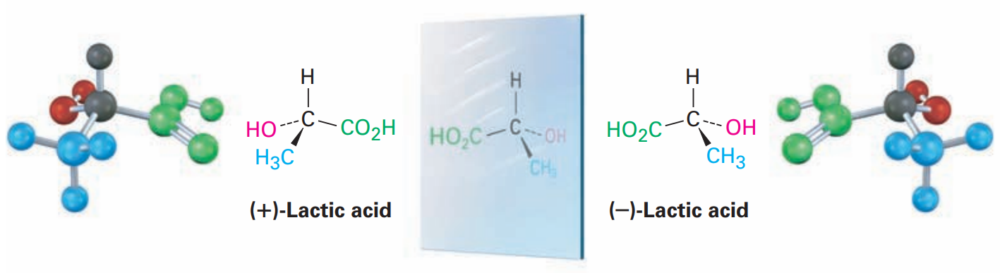 H
HO C CO₂H
H₃C
(+)-Lactic acid
H
HO₂C C OH
CH₃
H
HO₂C C OH
CH₃
(−)-Lactic acid